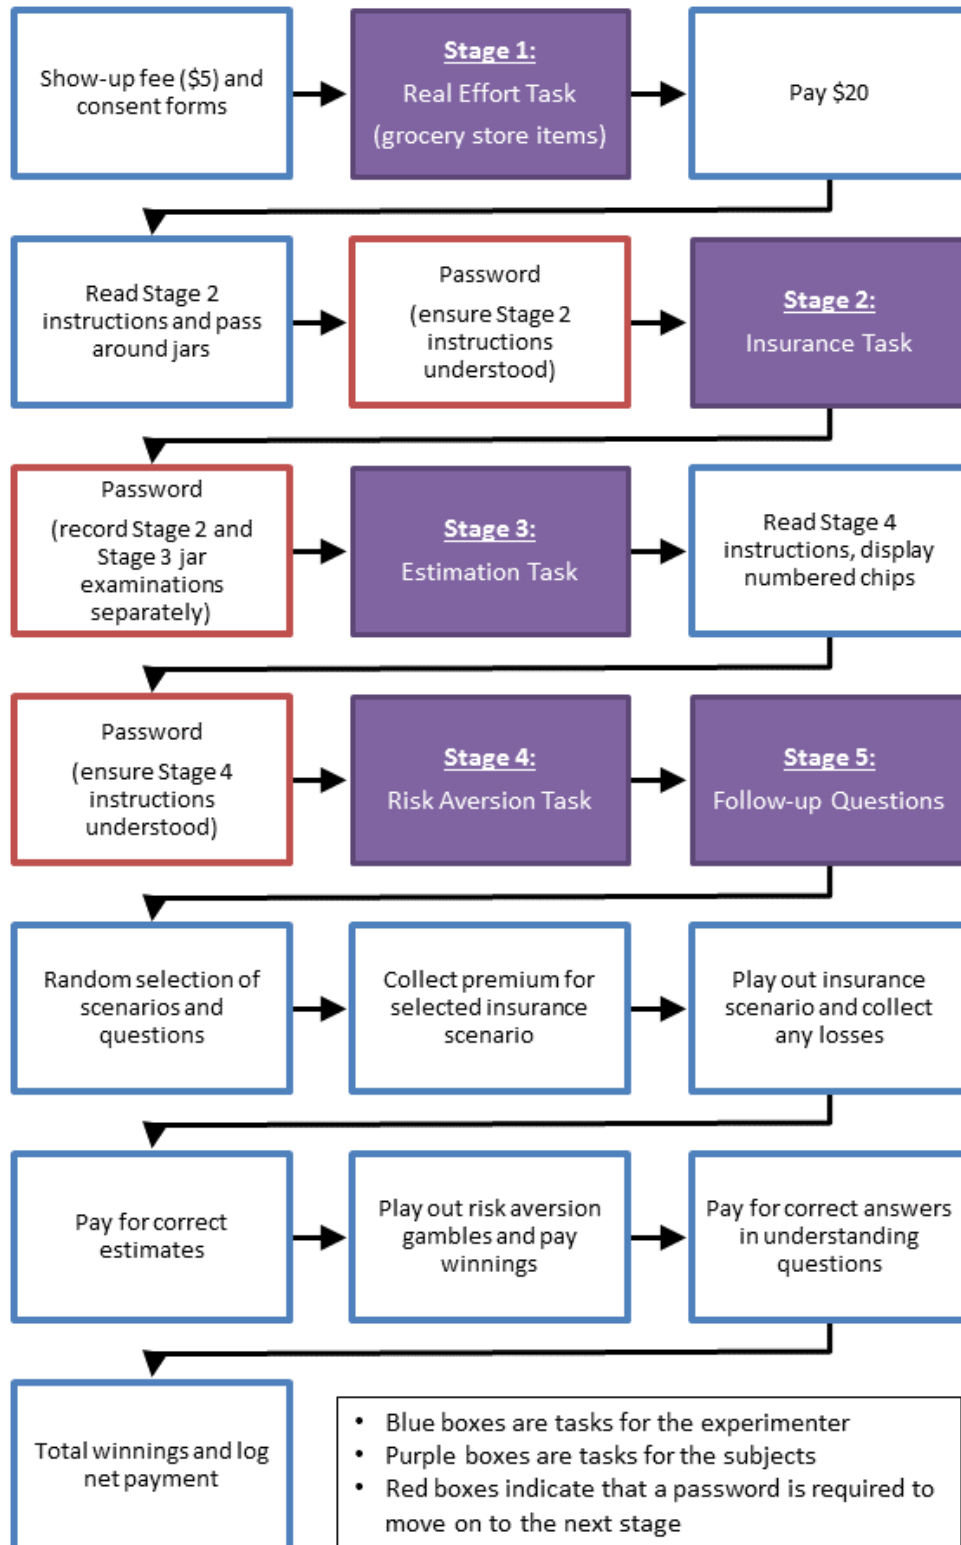 Show-up fee ($5) and
consent forms
Stage 1:
Real Effort Task
(grocery store items)
Pay $20
Read Stage 2
instructions and pass
around jars
Password
(ensure Stage 2
instructions
understood)
Stage 2:
Insurance Task
Password
(record Stage 2 and
Stage 3 jar
examinations
separately)
Stage 3:
Estimation Task
Read Stage 4
instructions, display
numbered chips
Password
(ensure Stage 4
instructions
understood)
Stage 4:
Risk Aversion Task
Stage 5:
Follow-up Questions
Random selection of
scenarios and
questions
Collect premium for
selected insurance
scenario
Play out insurance
scenario and collect
any losses
Pay for correct
estimates
Play out risk aversion
gambles and pay
winnings
Pay for correct answers
in understanding
questions
Total winnings and log
net payment
• Blue boxes are tasks for the experimenter
• Purple boxes are tasks for the subjects
• Red boxes indicate that a password is required to
move on to the next stage